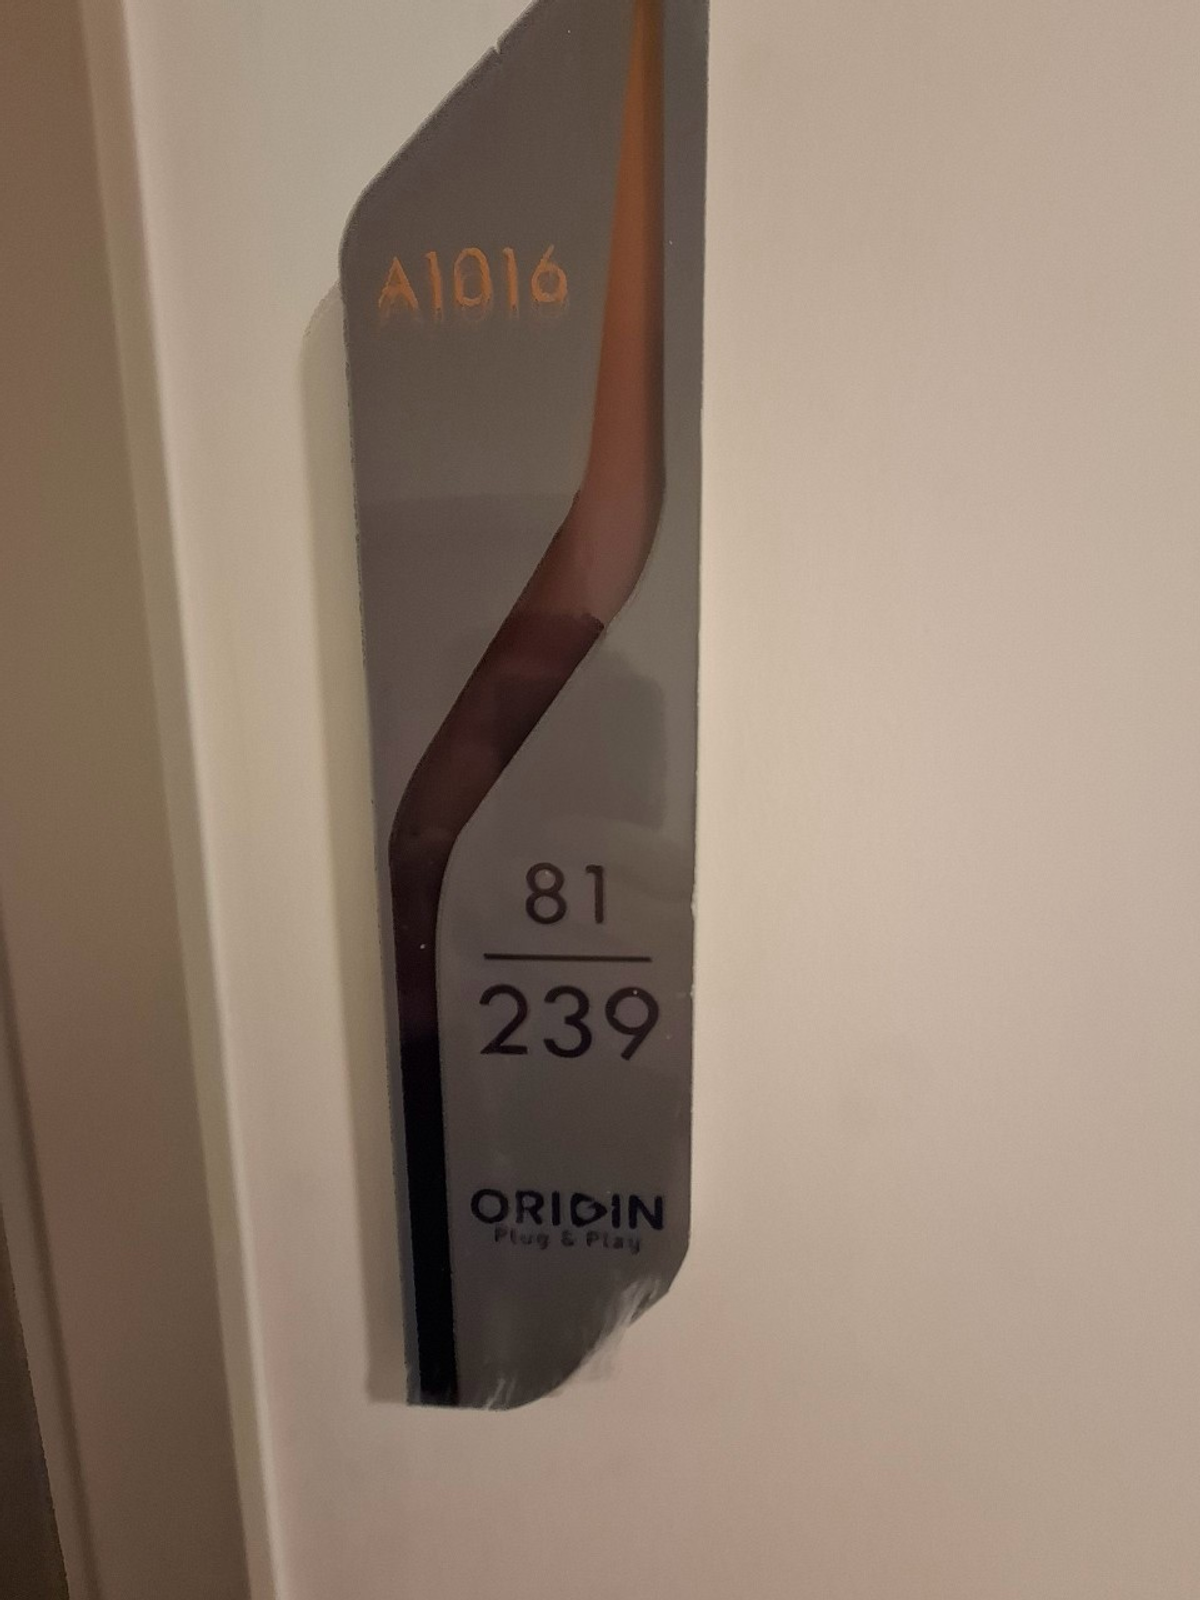 A1016
81
239
ORIGIN
Plug & Play